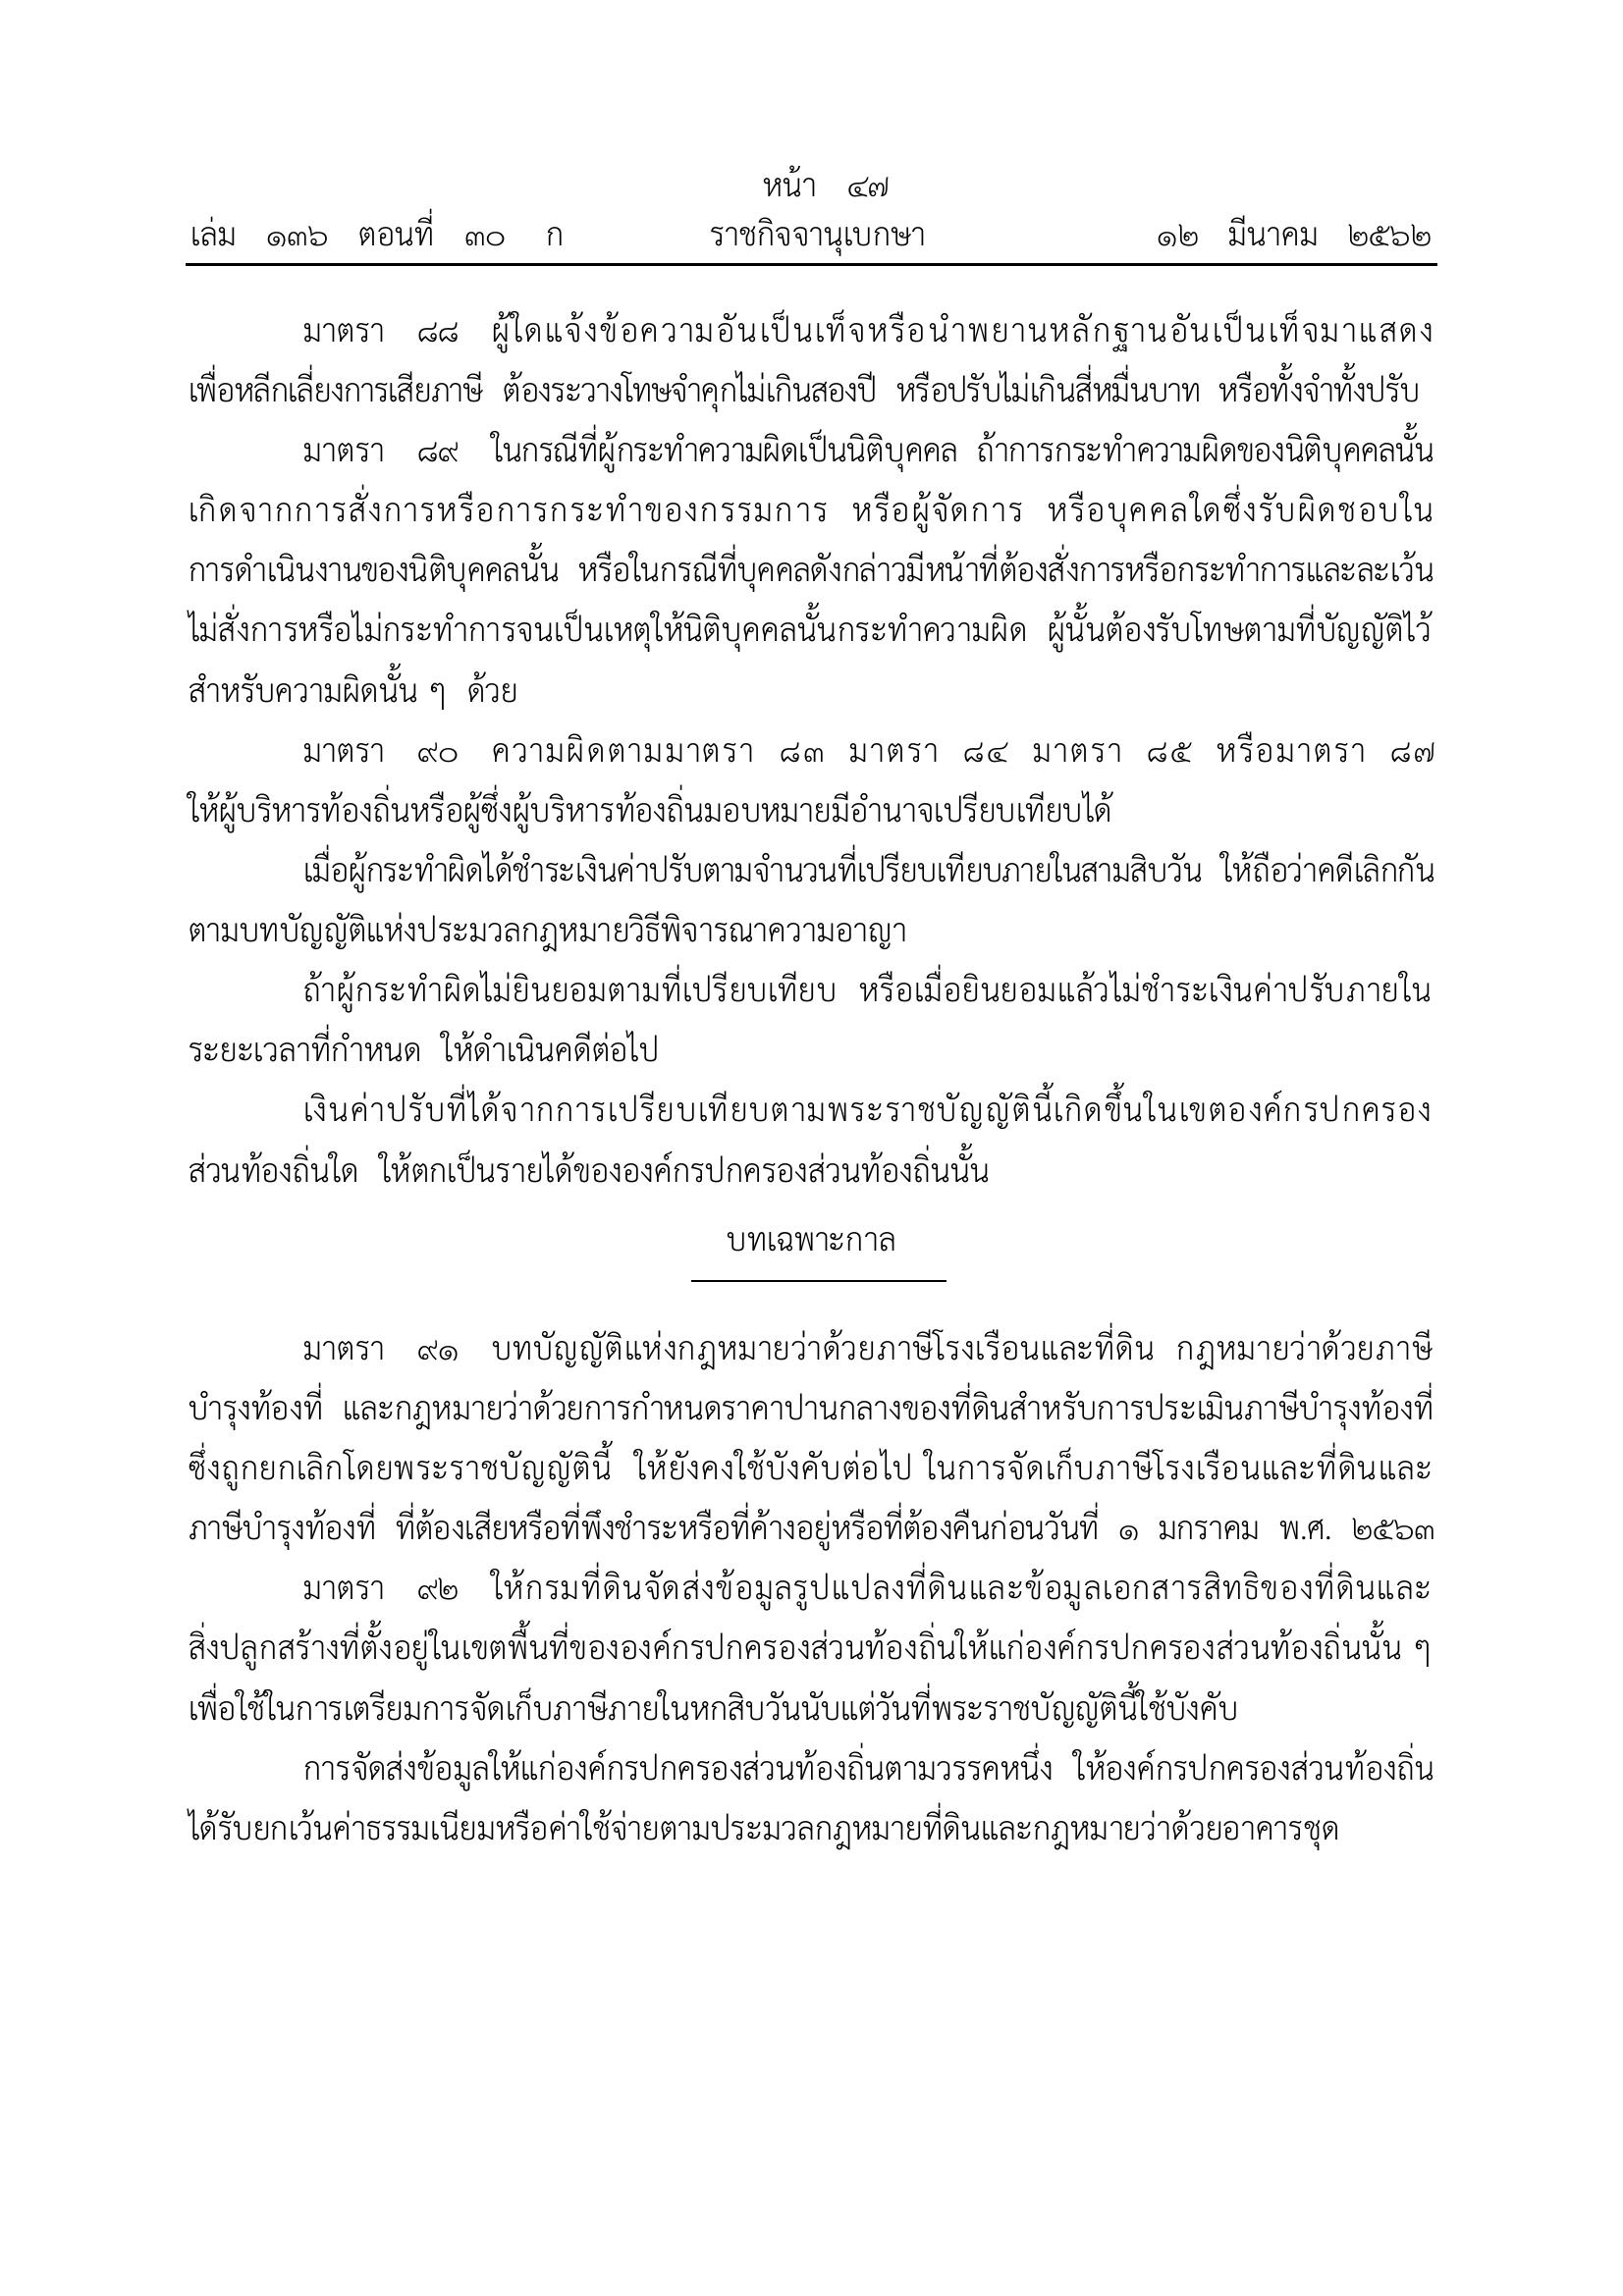 หน้า ๔๗
เล่ม ๑๓๖ ตอนที่ ๓๐ ก ราชกิจจานุเบกษา ๑๒ มีนาคม ๒๕๖๒
มาตรา ๘๘ ผู้ใดแจ้งข้อความอันเป็นเท็จหรือนำพยานหลักฐานอันเป็นเท็จมาแสดง
เพื่อหลีกเลี่ยงการเสียภาษี ต้องระวางโทษจำคุกไม่เกินสองปี หรือปรับไม่เกินสี่หมื่นบาท หรือทั้งจำทั้งปรับ
มาตรา ๘๙ ในกรณีที่ผู้กระทำความผิดเป็นนิติบุคคล ถ้าการกระทำความผิดของนิติบุคคลนั้น
เกิดจากการสั่งการหรือการกระทำของกรรมการ หรือผู้จัดการ หรือบุคคลใดซึ่งรับผิดชอบใน
การดำเนินงานของนิติบุคคลนั้น หรือในกรณีที่บุคคลดังกล่าวมีหน้าที่ต้องสั่งการหรือกระทำการและละเว้น
ไม่สั่งการหรือไม่กระทำการจนเป็นเหตุให้นิติบุคคลนั้นกระทำความผิด ผู้นั้นต้องรับโทษตามที่บัญญัติไว้
สำหรับความผิดนั้น ๆ ด้วย
มาตรา ๙๐ ความผิดตามมาตรา ๘๓ มาตรา ๘๔ มาตรา ๘๕ หรือมาตรา ๘๗
ให้ผู้บริหารท้องถิ่นหรือผู้ซึ่งผู้บริหารท้องถิ่นมอบหมายมีอำนาจเปรียบเทียบได้
เมื่อผู้กระทำผิดได้ชำระเงินค่าปรับตามจำนวนที่เปรียบเทียบภายในสามสิบวัน ให้ถือว่าคดีเลิกกัน
ตามบทบัญญัติแห่งประมวลกฎหมายวิธีพิจารณาความอาญา
ถ้าผู้กระทำผิดไม่ยินยอมตามที่เปรียบเทียบ หรือเมื่อยินยอมแล้วไม่ชำระเงินค่าปรับภายใน
ระยะเวลาที่กำหนด ให้ดำเนินคดีต่อไป
เงินค่าปรับที่ได้จากการเปรียบเทียบตามพระราชบัญญัตินี้เกิดขึ้นในเขตองค์กรปกครอง
ส่วนท้องถิ่นใด ให้ตกเป็นรายได้ขององค์กรปกครองส่วนท้องถิ่นนั้น
บทเฉพาะกาล
มาตรา ๙๑ บทบัญญัติแห่งกฎหมายว่าด้วยภาษีโรงเรือนและที่ดิน กฎหมายว่าด้วยภาษี
บำรุงท้องที่ และกฎหมายว่าด้วยการกำหนดราคาปานกลางของที่ดินสำหรับการประเมินภาษีบำรุงท้องที่
ซึ่งถูกยกเลิกโดยพระราชบัญญัตินี้ ให้ยังคงใช้บังคับต่อไป ในการจัดเก็บภาษีโรงเรือนและที่ดินและ
ภาษีบำรุงท้องที่ ที่ต้องเสียหรือที่พึงชำระหรือที่ค้างอยู่หรือที่ต้องคืนก่อนวันที่ ๑ มกราคม พ.ศ. ๒๕๖๓
มาตรา ๙๒ ให้กรมที่ดินจัดส่งข้อมูลรูปแปลงที่ดินและข้อมูลเอกสารสิทธิของที่ดินและ
สิ่งปลูกสร้างที่ตั้งอยู่ในเขตพื้นที่ขององค์กรปกครองส่วนท้องถิ่นให้แก่องค์กรปกครองส่วนท้องถิ่นนั้น ๆ
เพื่อใช้ในการเตรียมการจัดเก็บภาษีภายในหกสิบวันนับแต่วันที่พระราชบัญญัตินี้ใช้บังคับ
การจัดส่งข้อมูลให้แก่องค์กรปกครองส่วนท้องถิ่นตามวรรคหนึ่ง ให้องค์กรปกครองส่วนท้องถิ่น
ได้รับยกเว้นค่าธรรมเนียมหรือค่าใช้จ่ายตามประมวลกฎหมายที่ดินและกฎหมายว่าด้วยอาคารชุด